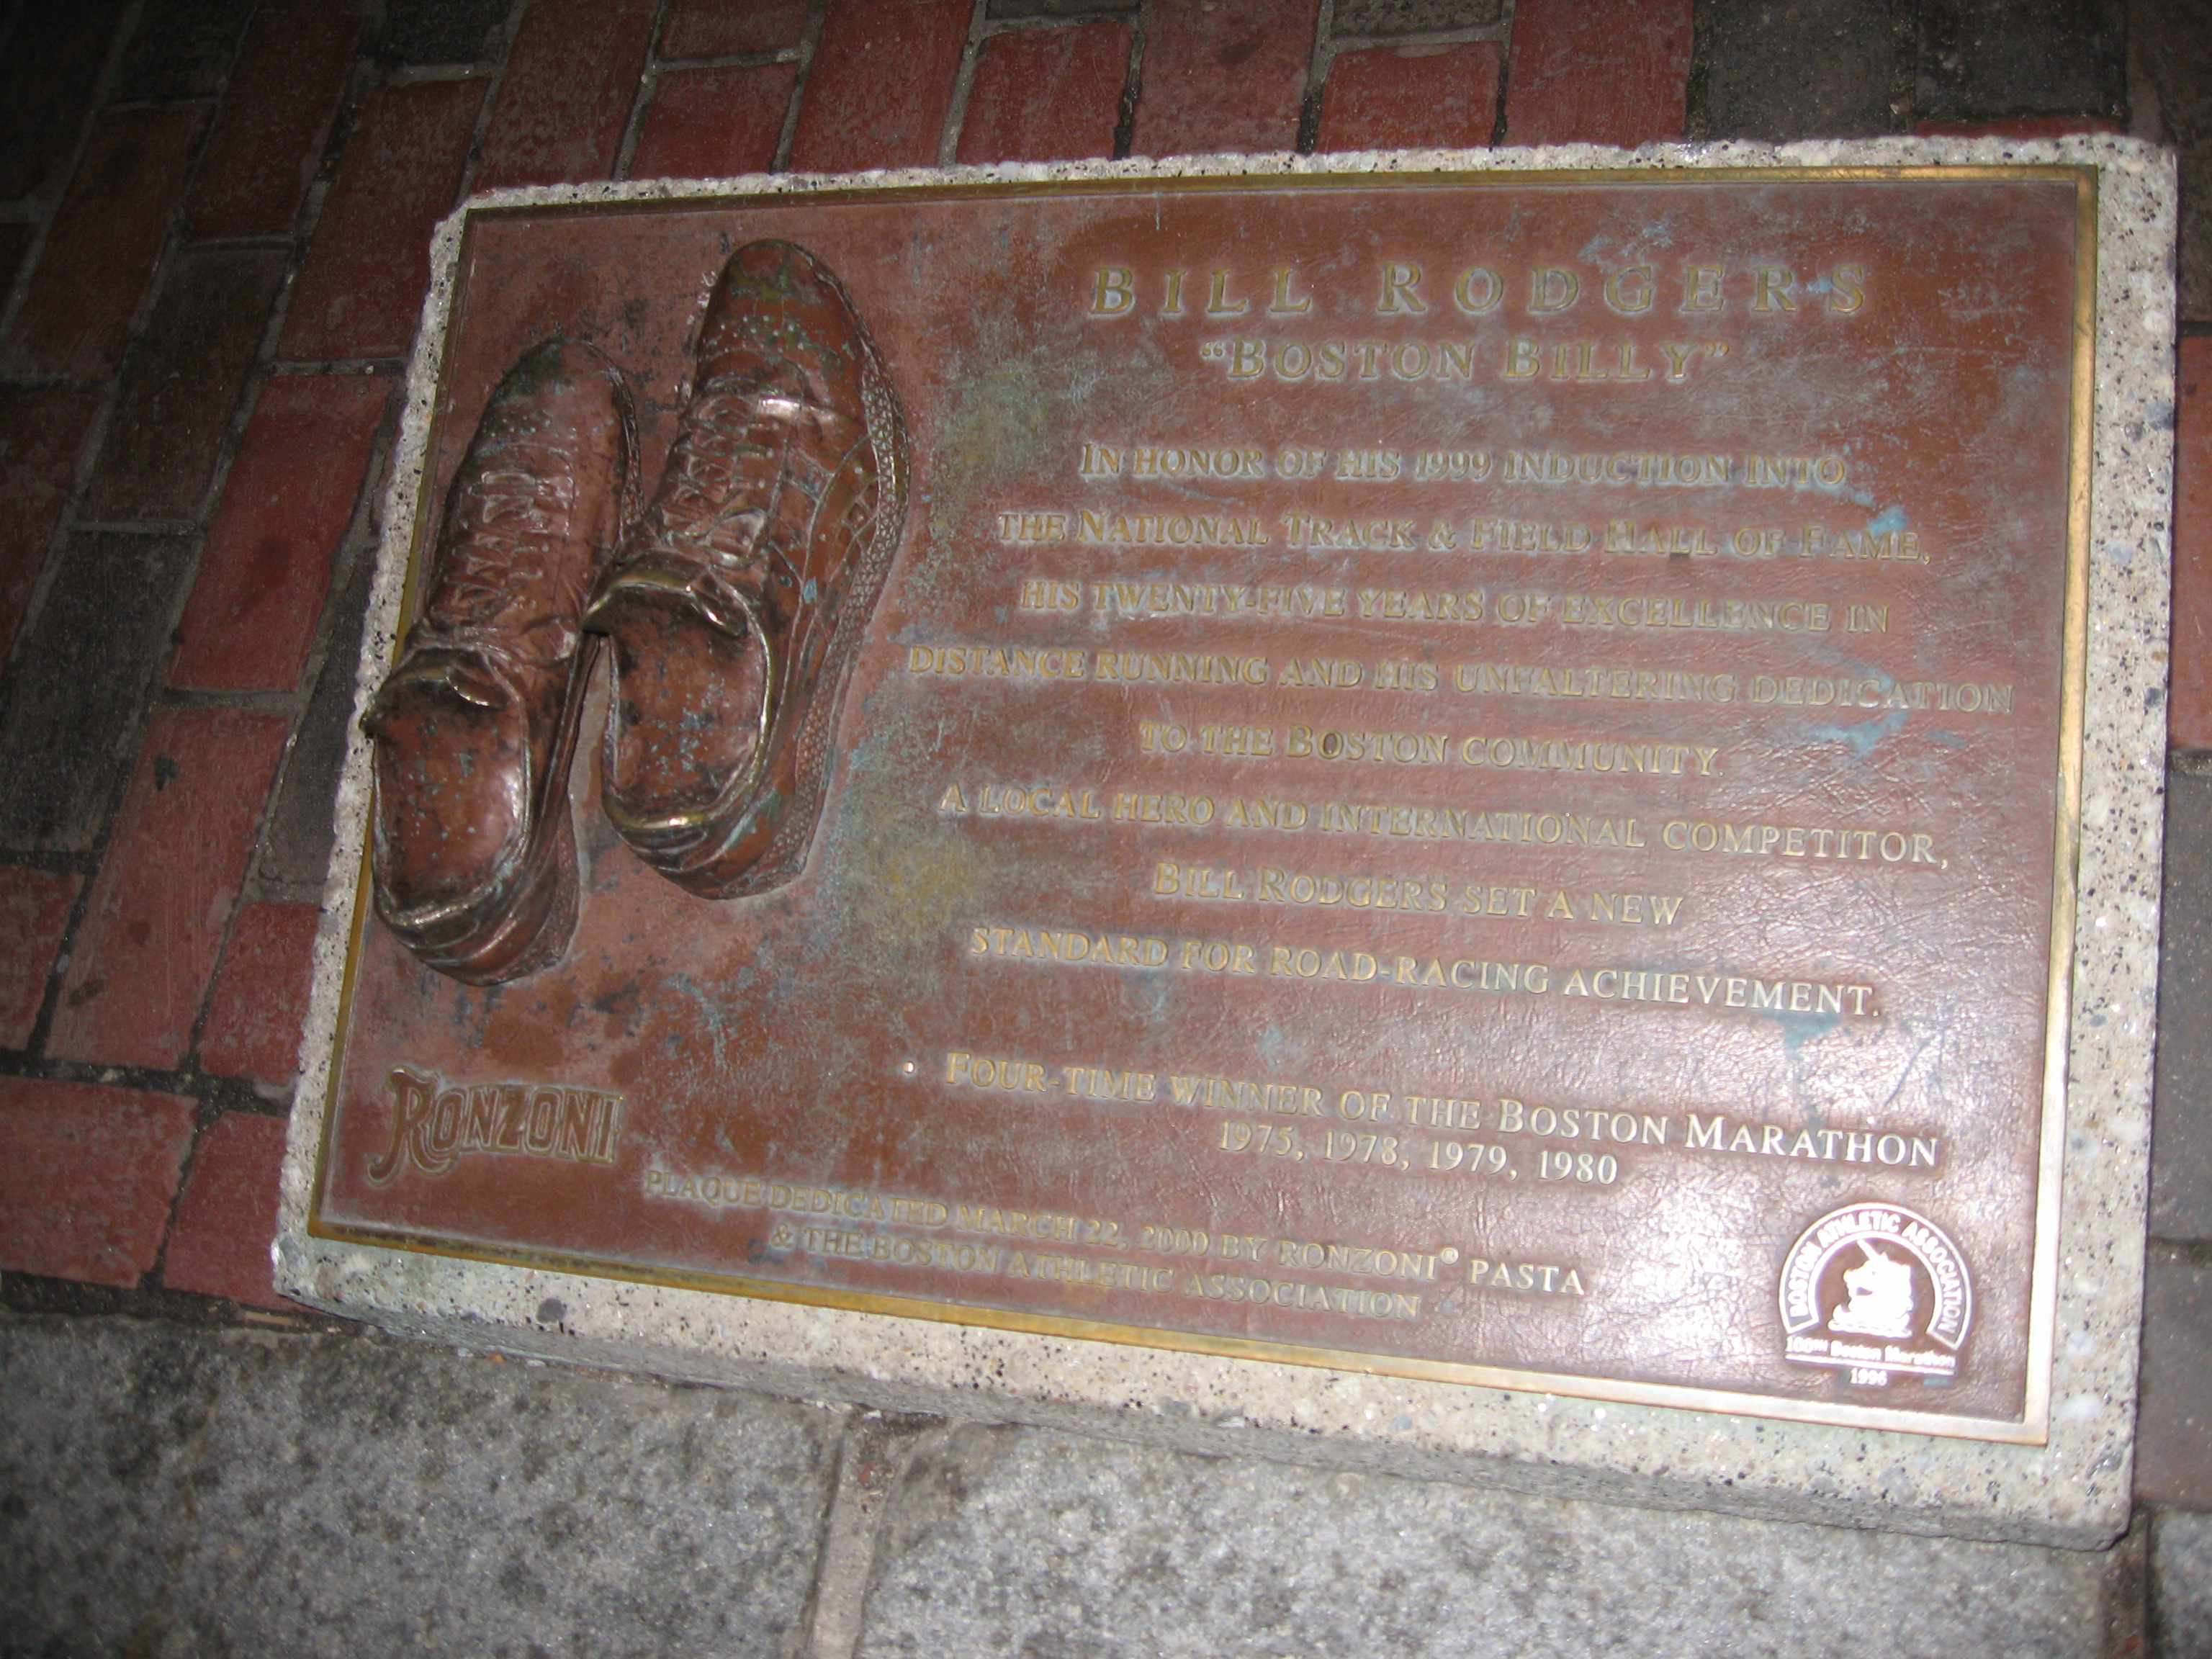 BILL RODGERS
"BOSTON BILLY"
IN HONOR OF HIS 1999 INDUCTION INTO
THE NATIONAL TRACK & FIELD HALL OF FAME,
HIS TWENTY-FIVE YEARS OF EXCELLENCE IN
DISTANCE RUNNING AND HIS UNFALTERING DEDICATION
TO THE BOSTON COMMUNITY.
A LOCAL HERO AND INTERNATIONAL COMPETITOR,
BILL RODGERS SET A NEW
STANDARD FOR ROAD-RACING ACHIEVEMENT.
• FOUR-TIME WINNER OF THE BOSTON MARATHON
1975, 1978, 1979, 1980
RONZONI
PLAQUE DEDICATED MARCH 22, 2000 BY RONZONI® PASTA
& THE BOSTON ATHLETIC ASSOCIATION
BOSTON ATHLETIC ASSOCIATION
100TH Boston Marathon
1996